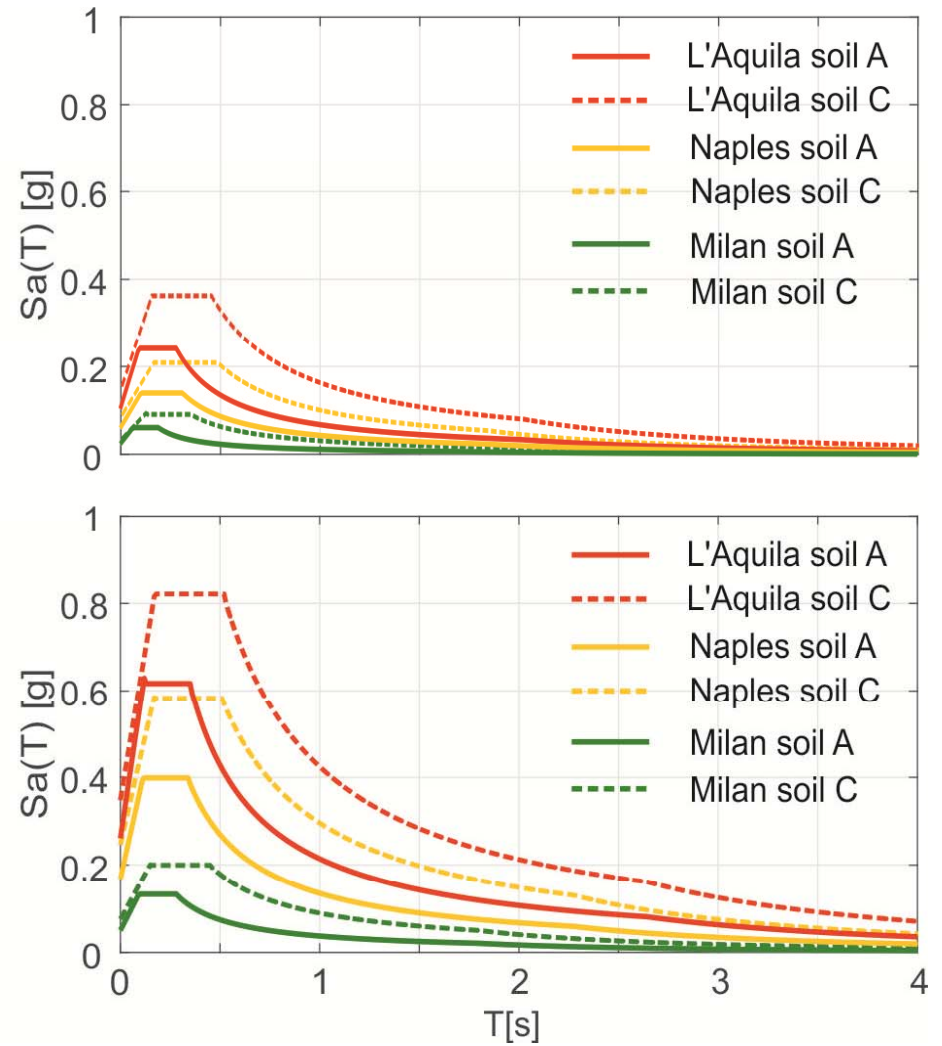 1
0.8
0.6
0.4
0.2
0
Sa(T) [g]
L'Aquila soil A
L'Aquila soil C
Naples soil A
Naples soil C
Milan soil A
Milan soil C
1
0.8
0.6
0.4
0.2
0
Sa(T) [g]
L'Aquila soil A
L'Aquila soil C
Naples soil A
Naples soil C
Milan soil A
Milan soil C
0 1 2 3 4
T[s]